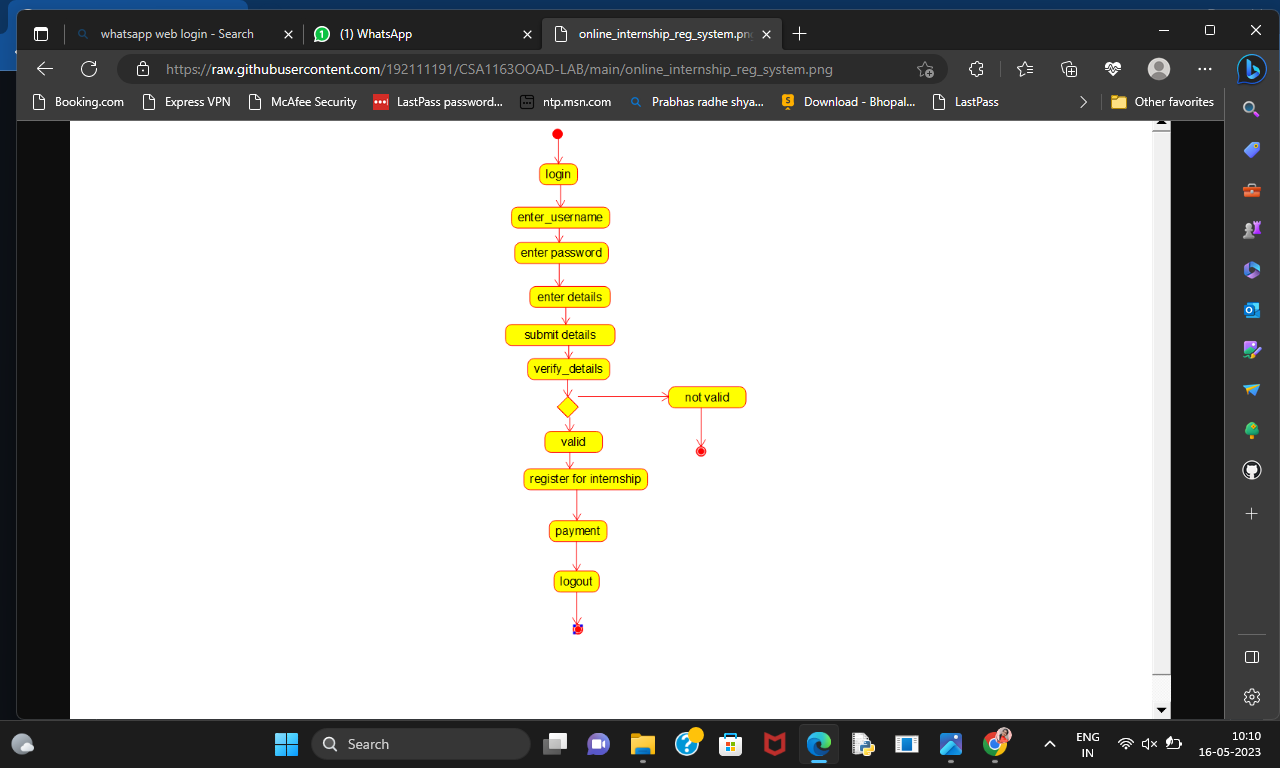 whatsapp web login - Search
(1) WhatsApp
online_internship_reg_system.pn
https://raw.githubusercontent.com/192111191/CSA1163OOAD-LAB/main/online_internship_reg_system.png
Booking.com
Express VPN
McAfee Security
LastPass password...
ntp.msn.com
Prabhas radhe shya...
Download - Bhopal...
LastPass
Other favorites
login
enter_username
enter password
enter details
submit details
verify_details
not valid
valid
register for internship
payment
logout
Search
ENG
IN
10:10
16-05-2023